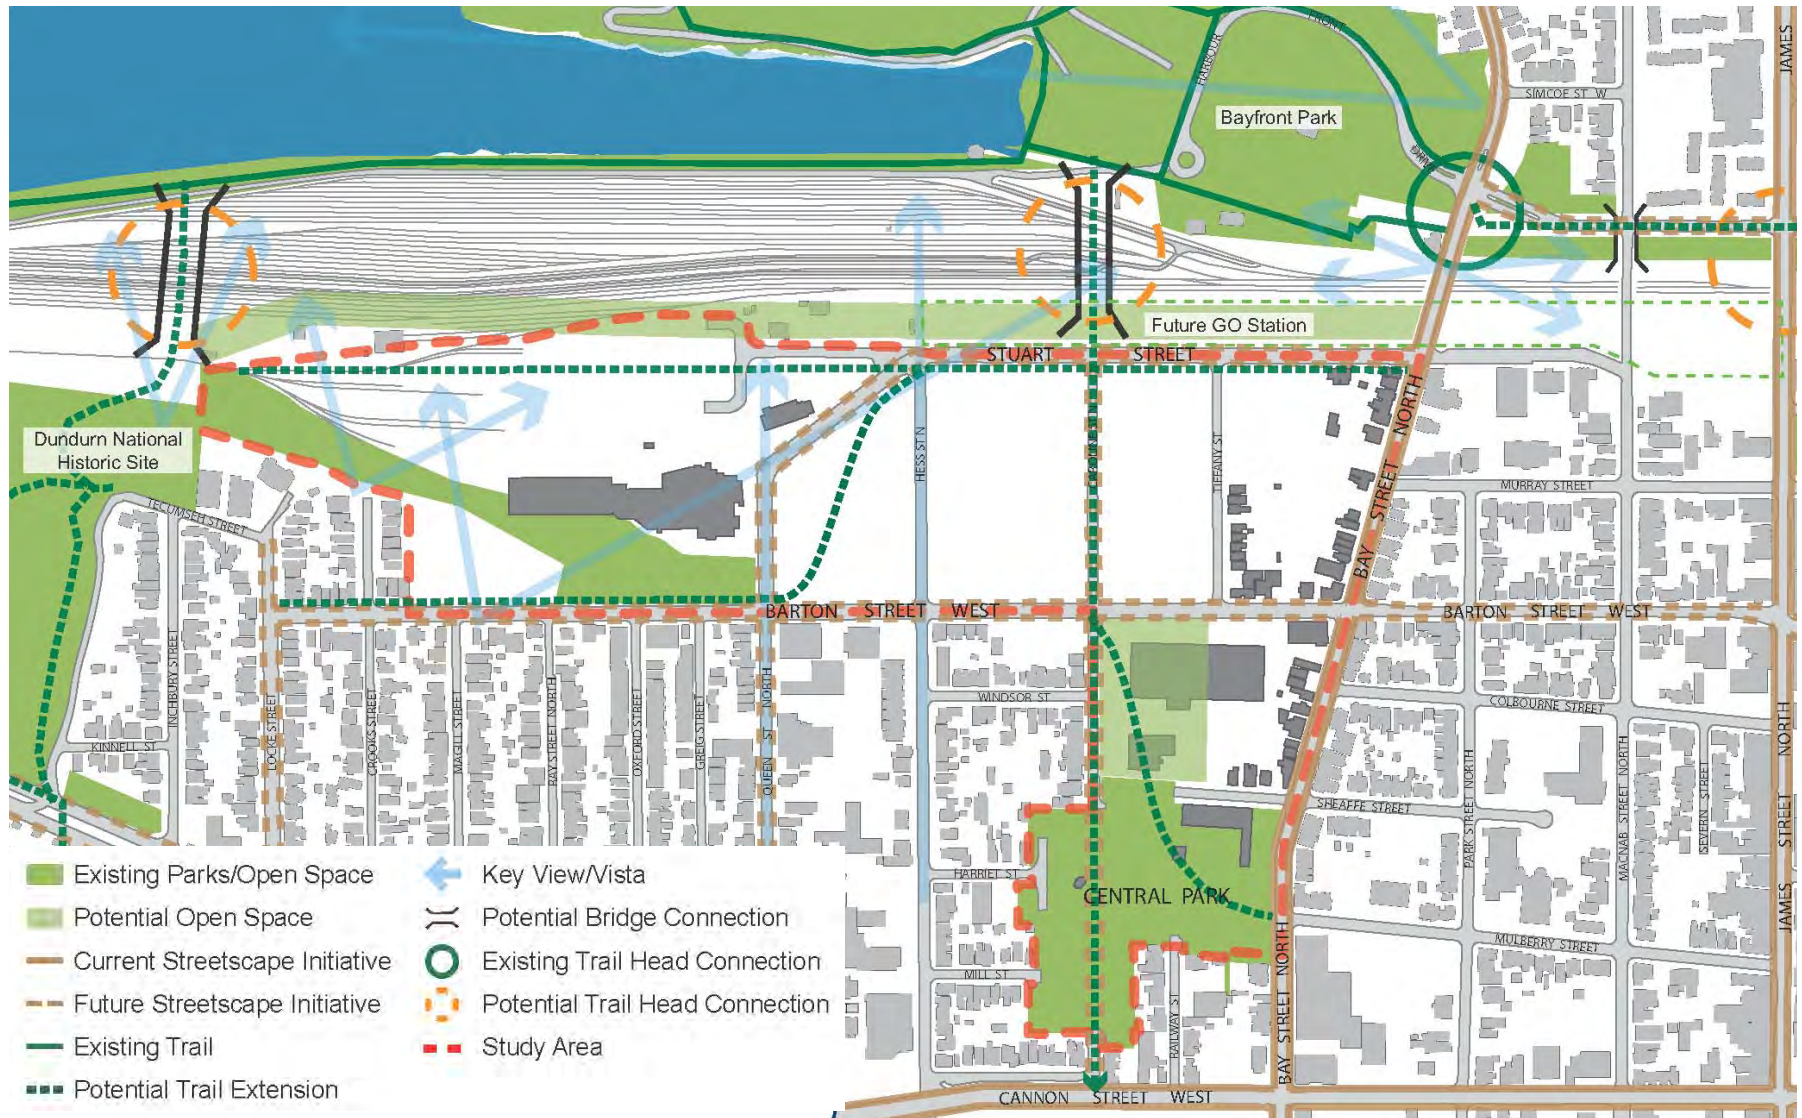 FRONT
JAMES
HARBOUR
SIMCOE ST W
Bayfront Park
DRIVE
Future GO Station
STUART STREET
Dundurn National
Historic Site
HESS ST N
TIFFANY ST
BAY STREET NORTH
MURRAY STREET
TECUMSEH STREET
BARTON STREET WEST
BARTON STREET WEST
INCHBURY STREET
LOCKE STREET
CROOKS STREET
MAGILL STREET
RAY STREET NORTH
OXFORD STREET
GREIG STREET
QUEEN ST NORTH
WINDSOR ST
COLBOURNE STREET
KINNELL ST
PARK STREET NORTH
MACNAB STREET NORTH
SEVERN STREET
JAMES STREET NORTH
SHEAFFE STREET
HARRIET ST
CENTRAL PARK
MULBERRY STREET
MILL ST
RAILWAY ST
BAY STREET NORTH
CANNON STREET WEST
Existing Parks/Open Space
Potential Open Space
Current Streetscape Initiative
Future Streetscape Initiative
Existing Trail
Potential Trail Extension
Key View/Vista
Potential Bridge Connection
Existing Trail Head Connection
Potential Trail Head Connection
Study Area